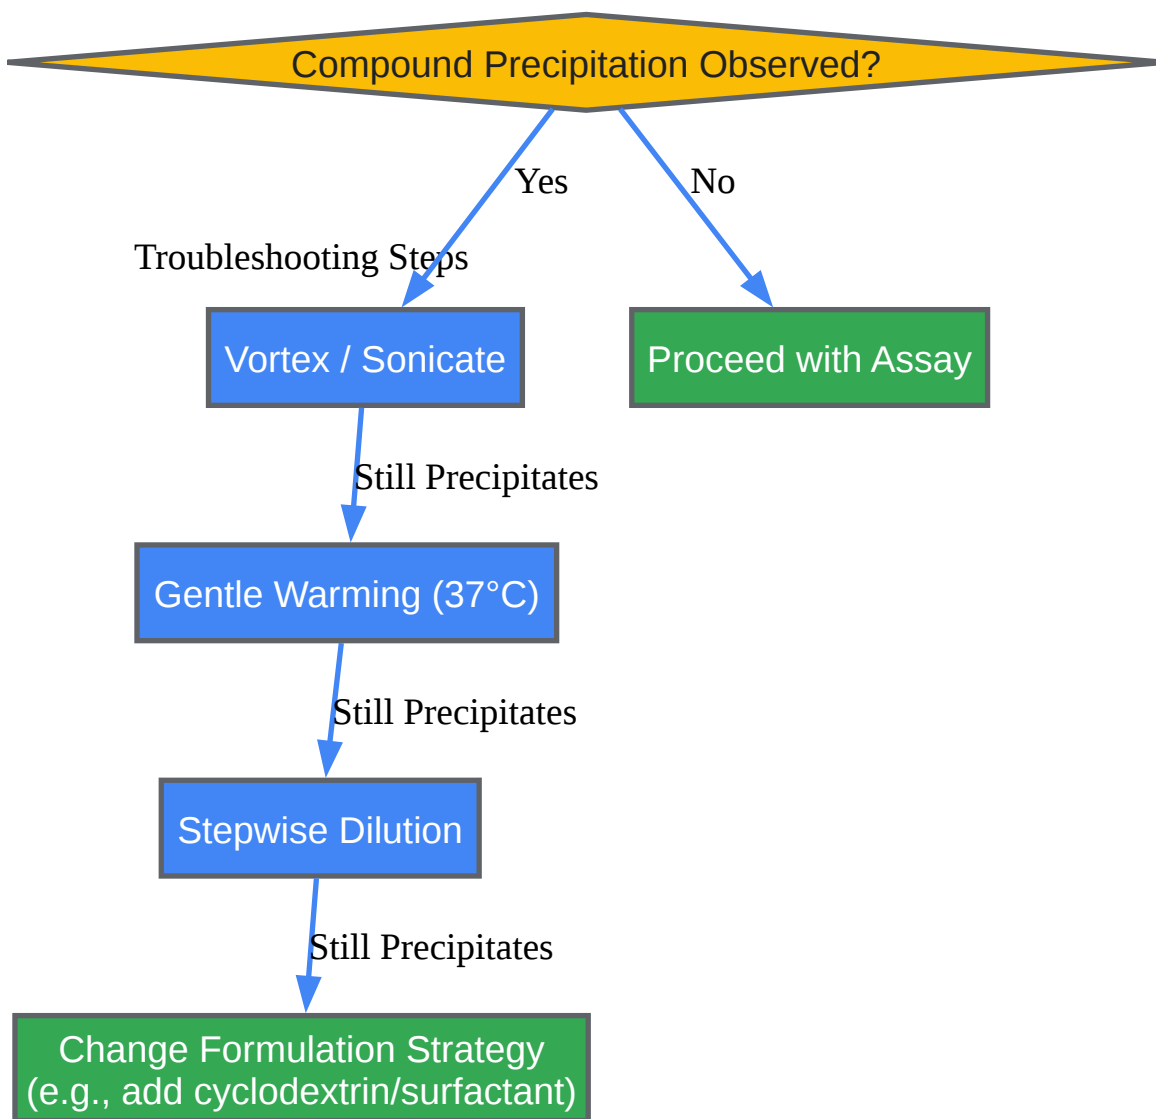 Compound Precipitation Observed?
Yes
No
Troubleshooting Steps
Vortex / Sonicate
Proceed with Assay
Still Precipitates
Gentle Warming (37°C)
Still Precipitates
Stepwise Dilution
Still Precipitates
Change Formulation Strategy
(e.g., add cyclodextrin/surfactant)